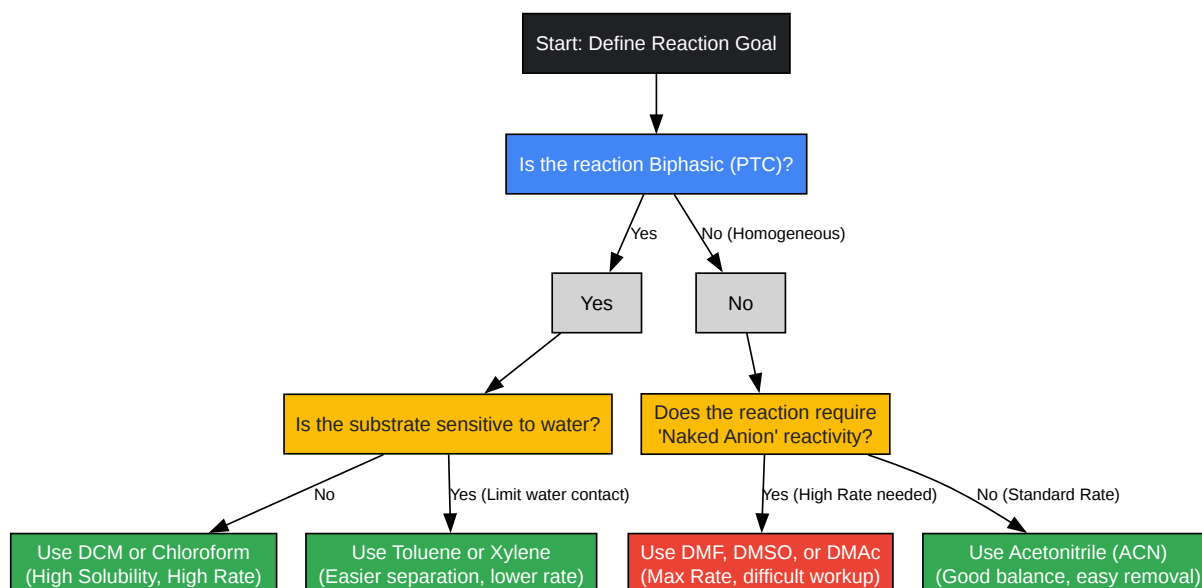 Start: Define Reaction Goal
Is the reaction Biphasic (PTC)?
Yes
No (Homogeneous)
Yes
No
Is the substrate sensitive to water?
Does the reaction require
'Naked Anion' reactivity?
No
Yes (Limit water contact)
Yes (High Rate needed)
No (Standard Rate)
Use DCM or Chloroform
(High Solubility, High Rate)
Use Toluene or Xylene
(Easier separation, lower rate)
Use DMF, DMSO, or DMAc
(Max Rate, difficult workup)
Use Acetonitrile (ACN)
(Good balance, easy removal)